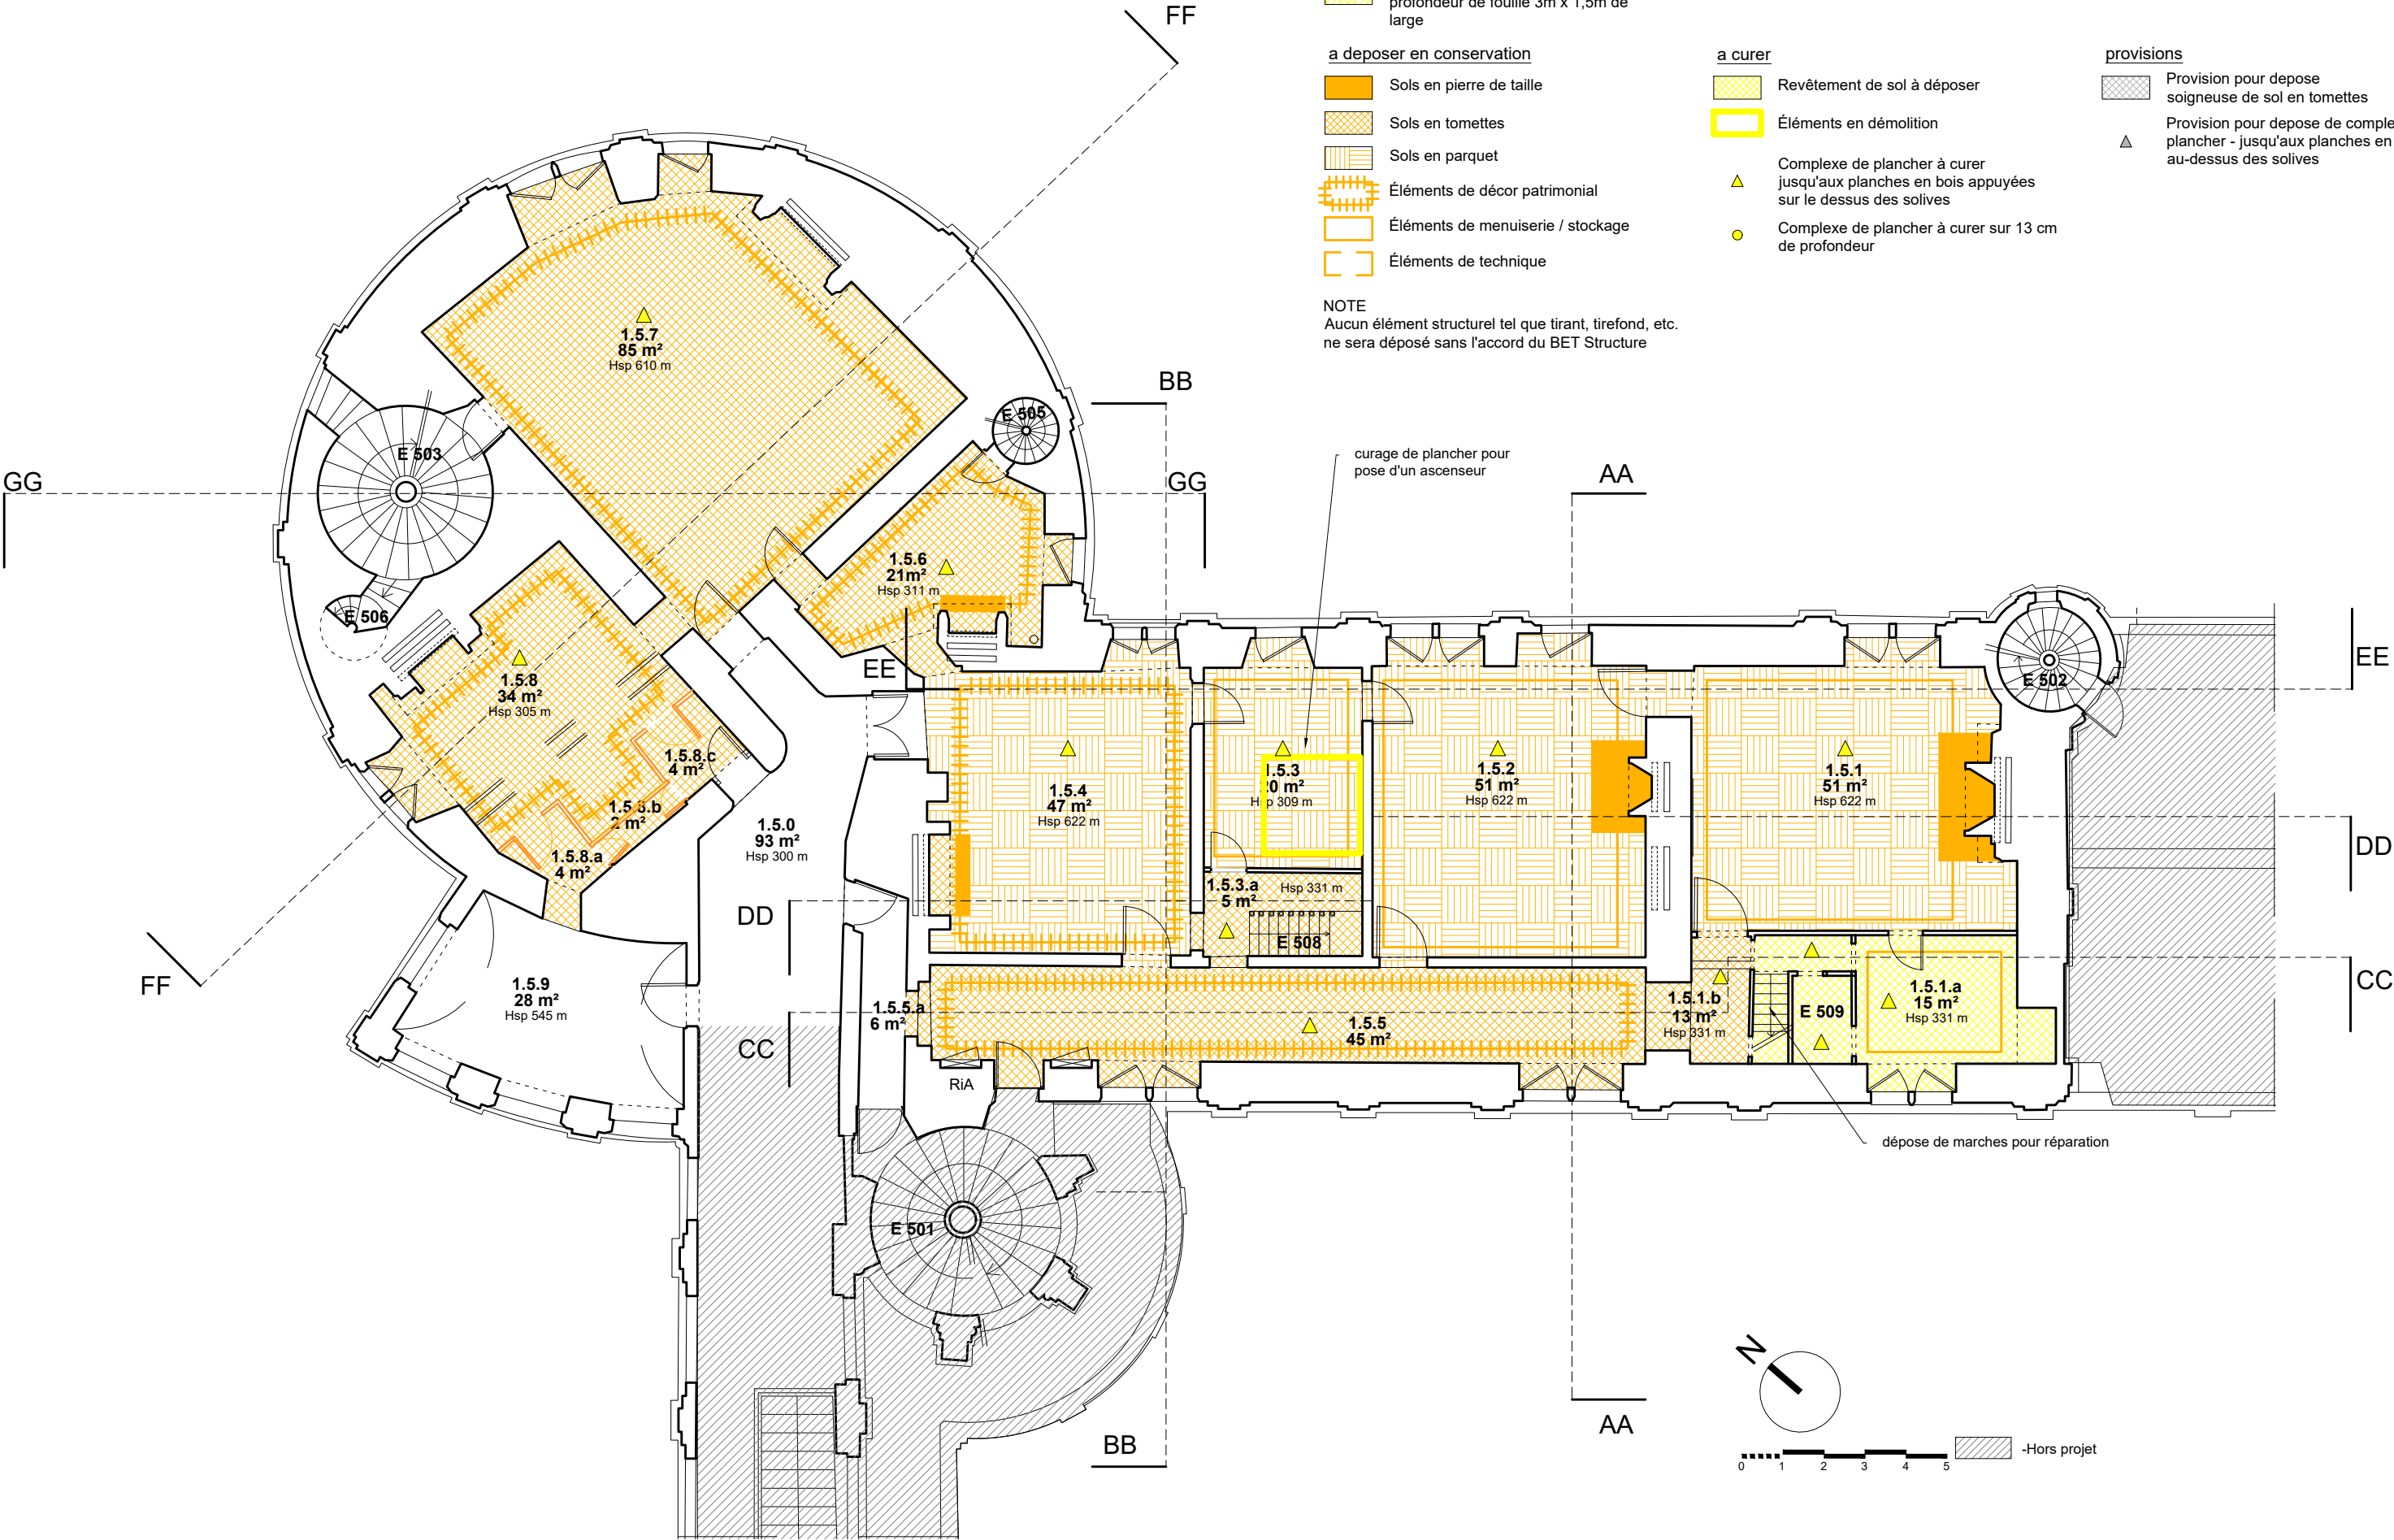 profondeur de fouille 3m x 1,5m de
large
a deposer en conservation
Sols en pierre de taille
Sols en tomettes
Sols en parquet
Éléments de décor patrimonial
Éléments de menuiserie / stockage
Éléments de technique
NOTE
Aucun élément structurel tel que tirant, tirefond, etc.
ne sera déposé sans l'accord du BET Structure
a curer
Revêtement de sol à déposer
Éléments en démolition
Complexe de plancher à curer
jusqu'aux planches en bois appuyées
sur le dessus des solives
Complexe de plancher à curer sur 13 cm
de profondeur
provisions
Provision pour depose
soigneuse de sol en tomettes
Provision pour depose de comple
plancher - jusqu'aux planches en
au-dessus des solives
FF
BB
GG
GG
AA
curage de plancher pour
pose d'un ascenseur
1.5.7
85 m²
Hsp 610 m
E 505
E 503
E 506
1.5.6
21m²
Hsp 311 m
EE
EE
E 502
1.5.8
34 m²
Hsp 305 m
1.5.8.c
4 m²
1.5.8.b
2 m²
1.5.8.a
4 m²
1.5.0
93 m²
Hsp 300 m
1.5.4
47 m²
Hsp 622 m
1.5.3
20 m²
Hsp 309 m
1.5.2
51 m²
Hsp 622 m
1.5.1
51 m²
Hsp 622 m
DD
DD
1.5.3.a
5 m²
Hsp 331 m
E 508
FF
1.5.9
28 m²
Hsp 545 m
CC
CC
1.5.5.a
6 m²
1.5.5
45 m²
1.5.1.b
13 m²
Hsp 331 m
E 509
1.5.1.a
15 m²
Hsp 331 m
RiA
dépose de marches pour réparation
E 501
BB
AA
N
0 1 2 3 4 5
-Hors projet